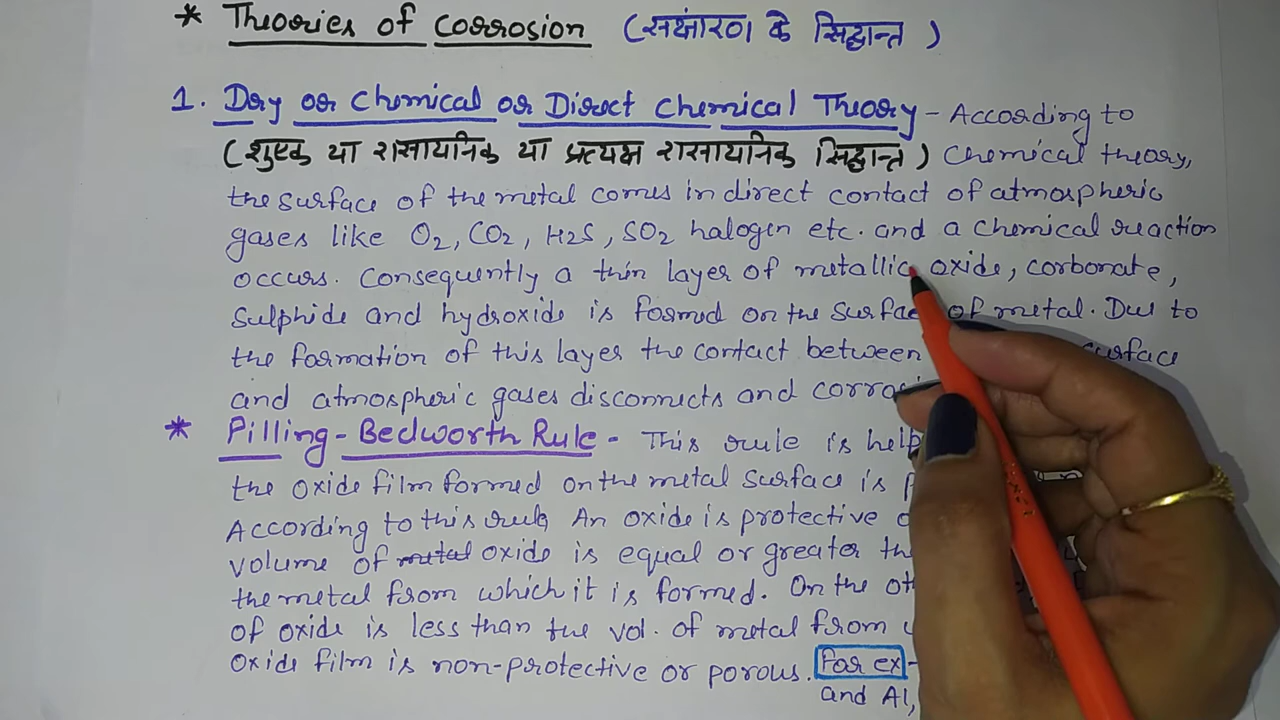 * Theories of Corrosion (सक्षांरण के सिद्धान्त)
1. Dry or Chemical or Direct Chemical Theory - According to
(शुष्क या रासायनिक या प्रत्यक्ष रासायनिक सिद्धान्त) Chemical theory,
the surface of the metal comes in direct contact of atmospheric
gases like O2, CO2, H2S, SO2 halogen etc. and a chemical reaction
occurs. Consequently a thin layer of metallic oxide, corbonate,
Sulphide and hydroxide is formed on the surfac of metal. Due to
the formation of this layer the contact between surface
and atmospheric gases disconnects and
* Pilling-Bedworth Rule - This rule is
the oxide film formed on the metal surface is
According to this rule, An oxide is protective
volume of metal oxide is equal or greater
the metal from which it is formed. On the
of oxide is less than the vol. of metal from
oxide film is non-protective or porous. For ex-
and Al,